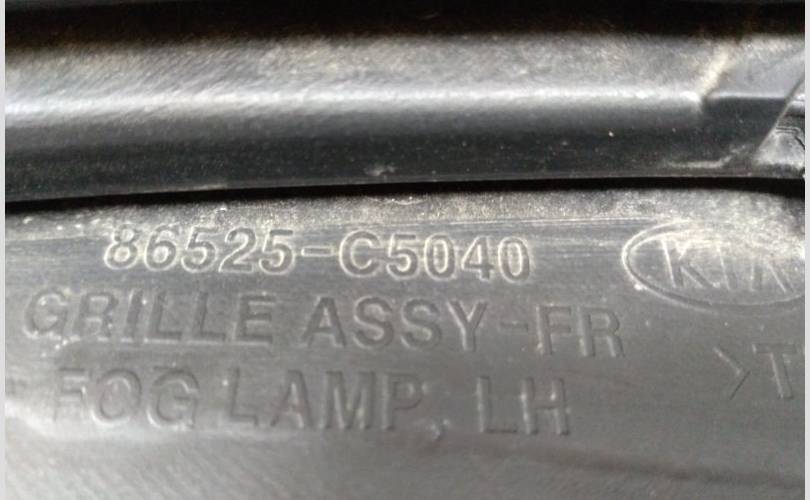 86525-C5040
KIA
GRILLE ASSY-FR
>T
FOG LAMP, LH